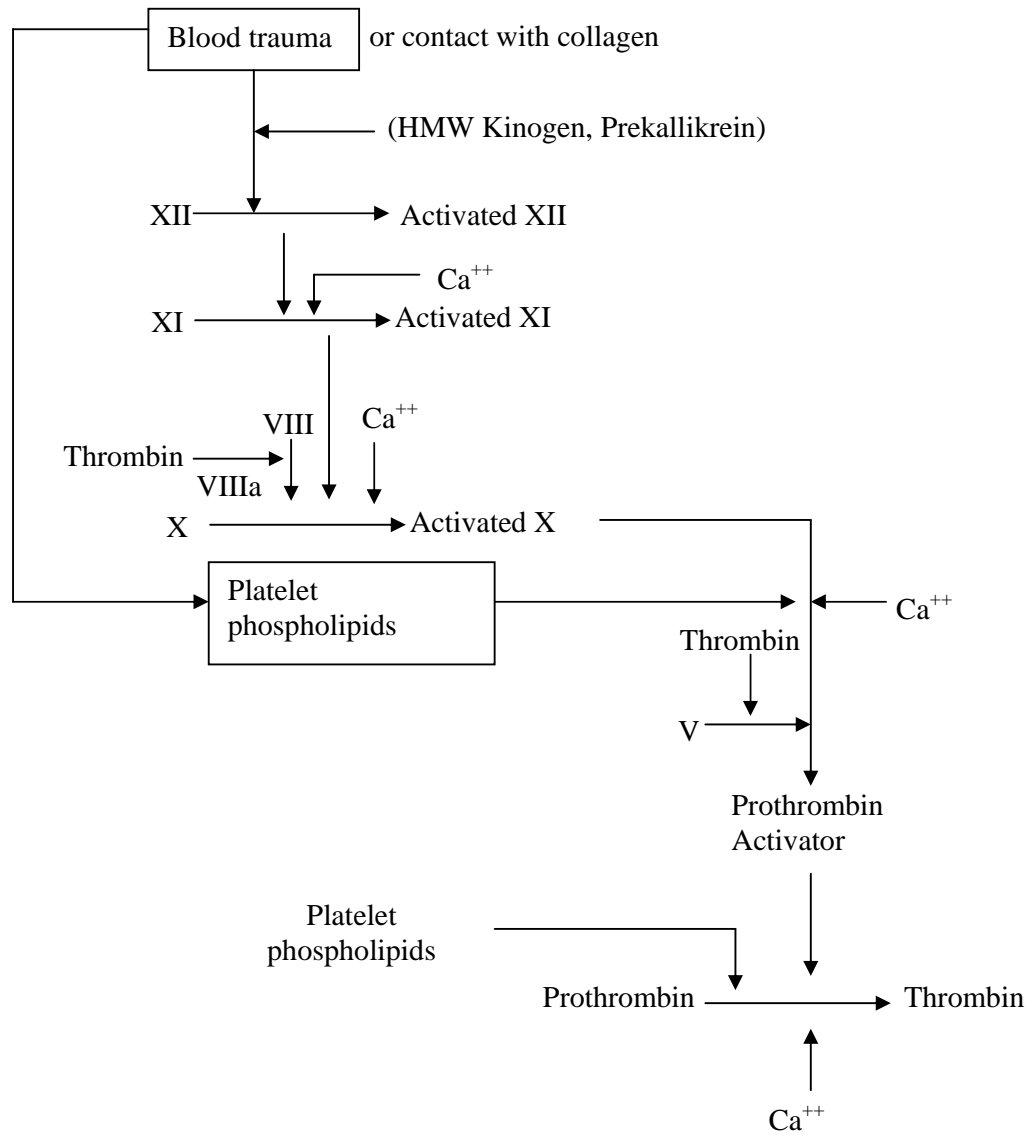 Blood trauma or contact with collagen
(HMW Kinogen, Prekallikrein)
XII Activated XII
Ca++
XI Activated XI
VIII Ca++
Thrombin
VIIIa
X Activated X
Platelet
phospholipids
Ca++
Thrombin
V
Prothrombin
Activator
Platelet
phospholipids
Prothrombin Thrombin
Ca++